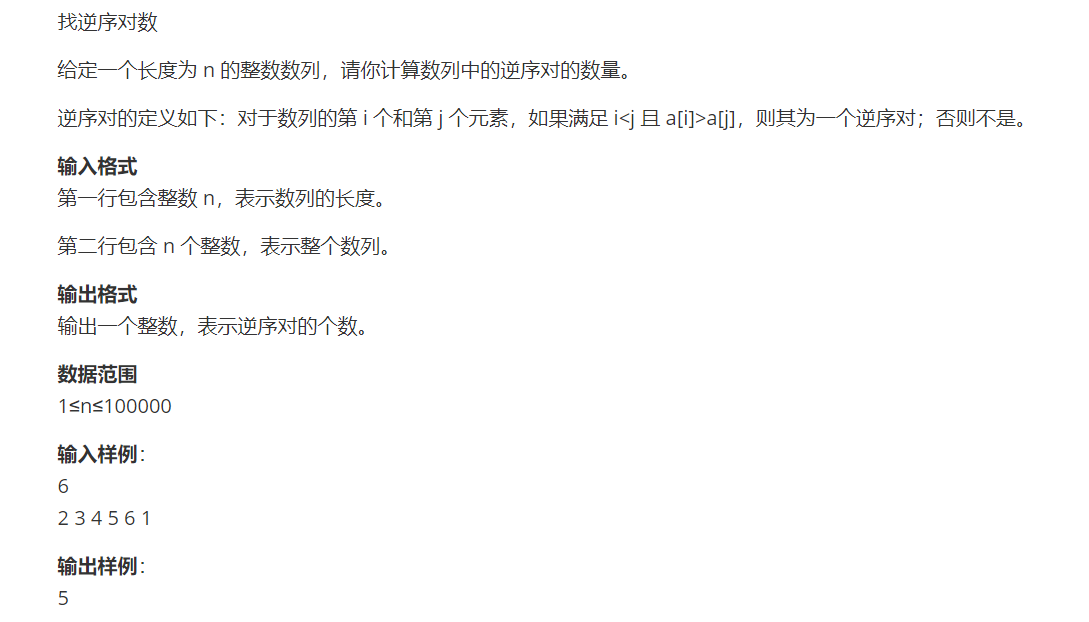 找逆序对数
给定一个长度为 n 的整数数列，请你计算数列中的逆序对的数量。
逆序对的定义如下：对于数列的第 i 个和第 j 个元素，如果满足 i<j 且 a[i]>a[j]，则其为一个逆序对；否则不是。
输入格式
第一行包含整数 n，表示数列的长度。
第二行包含 n 个整数，表示整个数列。
输出格式
输出一个整数，表示逆序对的个数。
数据范围
1≤n≤100000
输入样例：
6
2 3 4 5 6 1
输出样例：
5